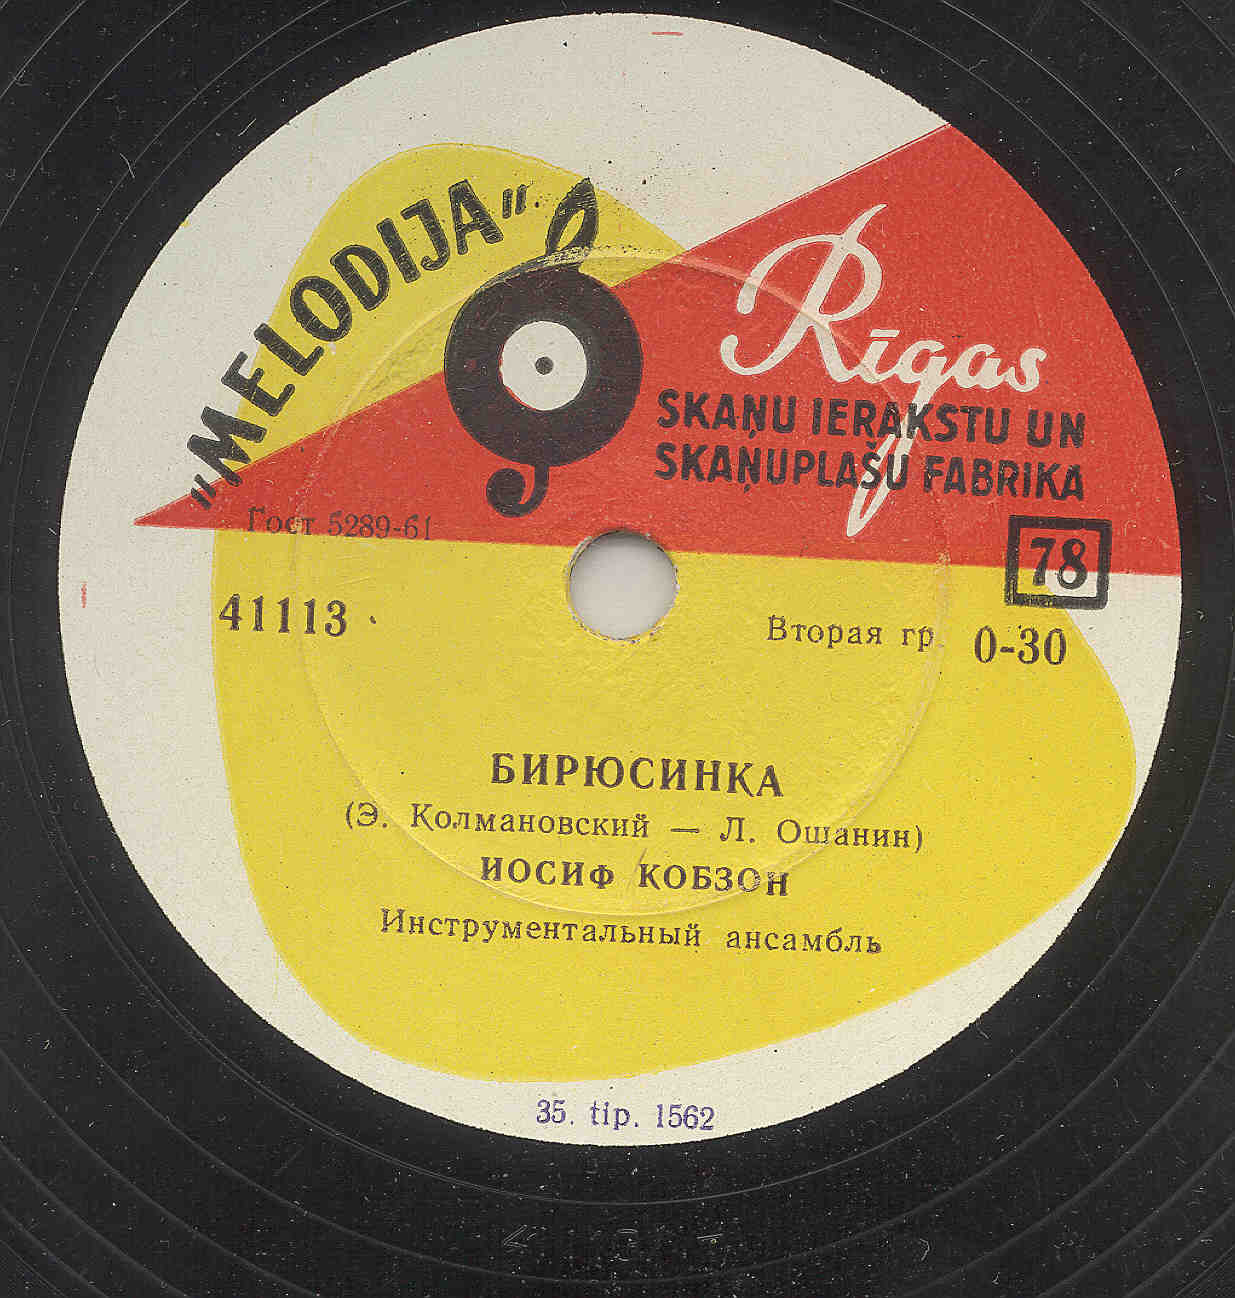 „MELODIJA"
Rīgas
SKAŅU IERAKSTU UN
SKAŅUPLAŠU FABRIKA
Гост 5289-61
78
41113
Вторая гр. 0-30
БИРЮСИНКА
(Э. Колмановский — Л. Ошанин)
ИОСИФ КОБЗОН
Инструментальный ансамбль
35. tip. 1562